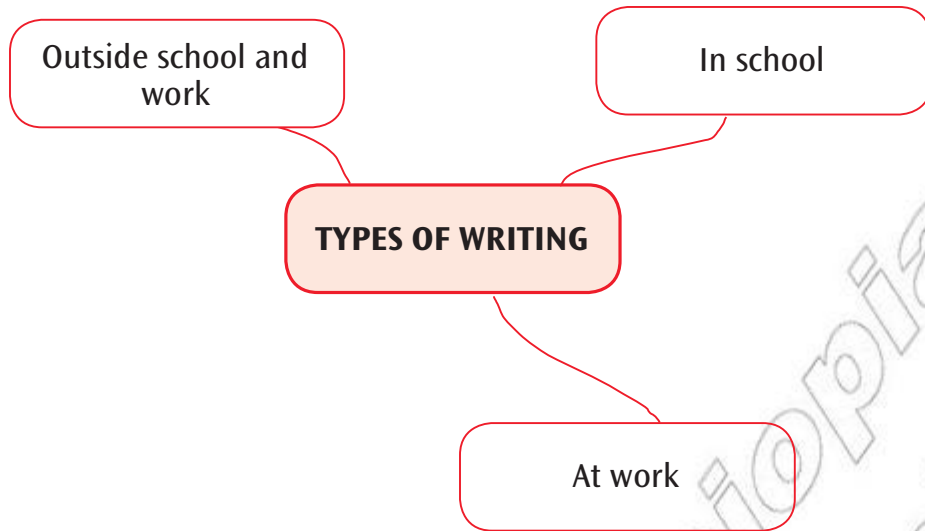 Outside school and
work
In school
TYPES OF WRITING
At work